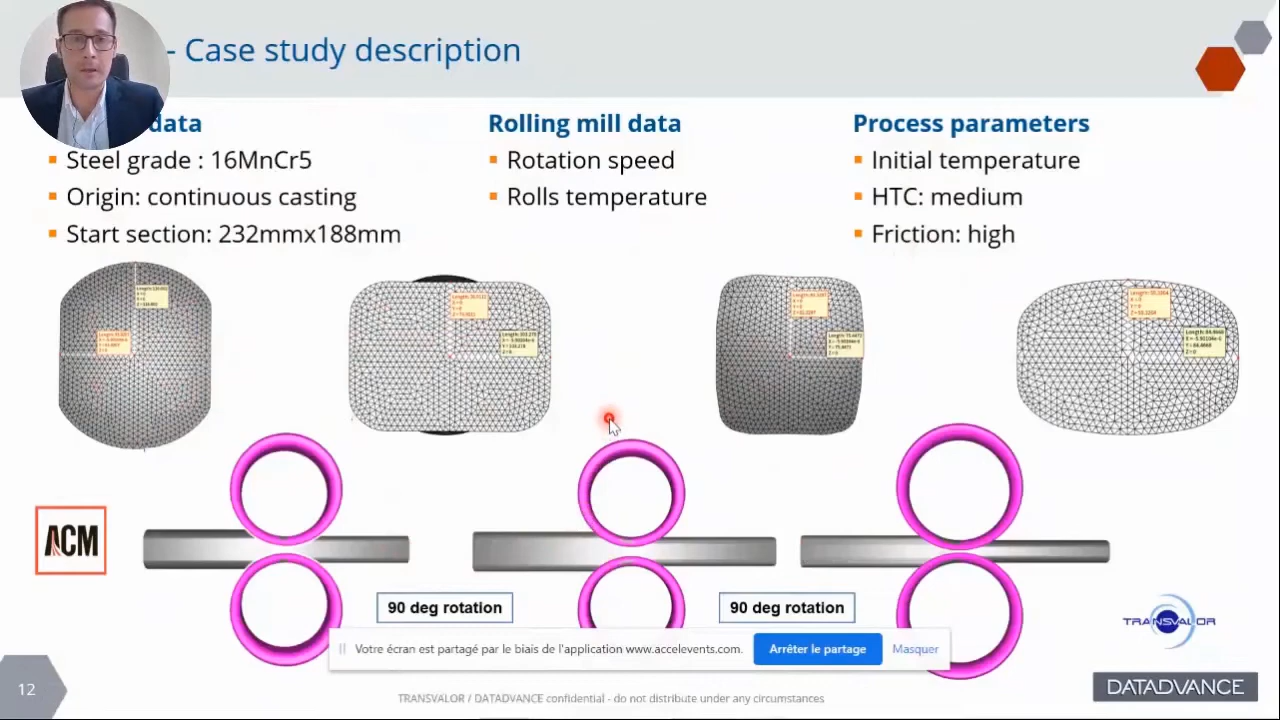 - Case study description
data
Rolling mill data
Process parameters
Steel grade : 16MnCr5
Rotation speed
Initial temperature
Origin: continuous casting
Rolls temperature
HTC: medium
Start section: 232mmx188mm
Friction: high
ACM
90 deg rotation
90 deg rotation
TRANSVALOR
Votre écran est partagé par le biais de l'application www.accelevents.com.
Arrêter le partage
Masquer
12
DATADVANCE
TRANSVALOR / DATADVANCE confidential - do not distribute under any circumstances